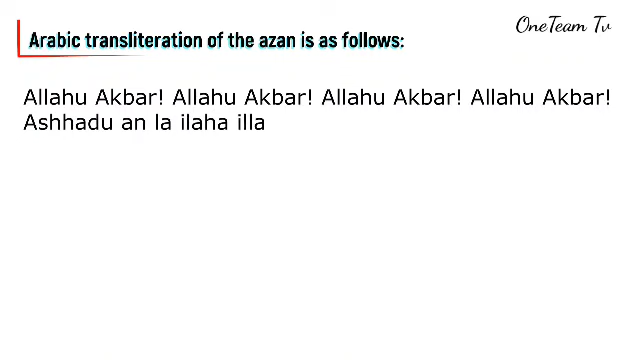 OneTeam Tv
Arabic transliteration of the azan is as follows:
Allahu Akbar! Allahu Akbar! Allahu Akbar! Allahu Akbar!
Ashhadu an la ilaha illa